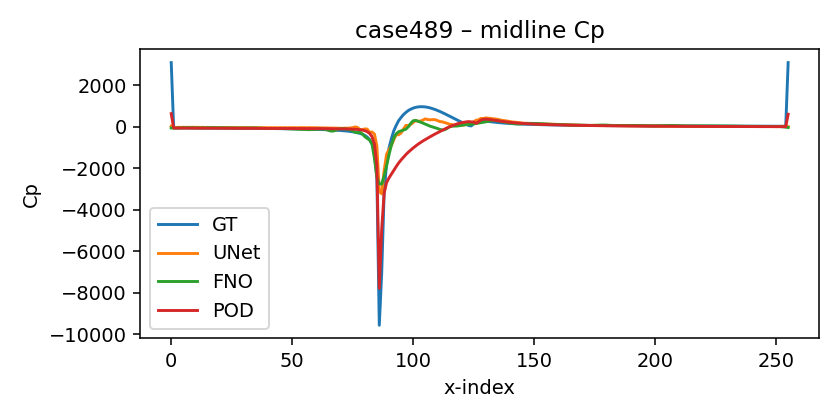 case489 – midline Cp
Cp
2000
0
−2000
−4000
−6000
−8000
−10000
GT
UNet
FNO
POD
0 50 100 150 200 250
x-index